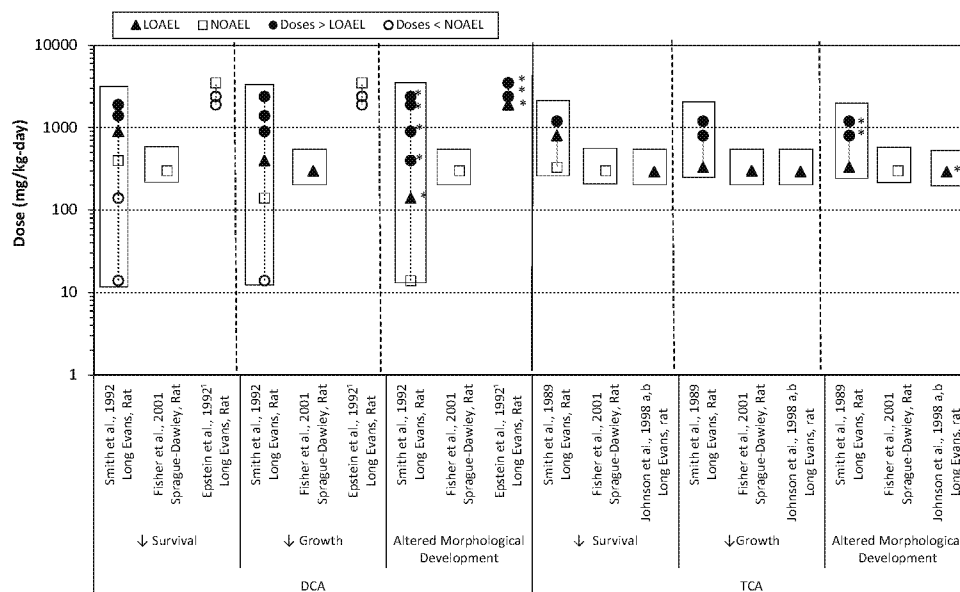 LOAEL NOAEL Doses > LOAEL Doses < NOAEL
Dose (mg/kg-day)
10000
1000
100
10
1
* * *
* * * * *
* *
*
Smith et al., 1992
Long Evans, Rat
Fisher et al., 2001
Sprague-Dawley, Rat
Epstein et al., 1992¹
Long Evans, Rat
Smith et al., 1992
Long Evans, Rat
Fisher et al., 2001
Sprague-Dawley, Rat
Epstein et al., 1992¹
Long Evans, Rat
Smith et al., 1992
Long Evans, Rat
Fisher et al., 2001
Sprague-Dawley, Rat
Epstein et al., 1992¹
Long Evans, Rat
Smith et al., 1989
Long Evans, rat
Fisher et al., 2001
Sprague-Dawley, Rat
Johnson et al., 1998 a,b
Long Evans, rat
Smith et al., 1989
Long Evans, Rat
Fisher et al., 2001
Sprague-Dawley, Rat
Johnson et al., 1998 a,b
Long Evans, rat
Smith et al., 1989
Long Evans, Rat
Fisher et al., 2001
Sprague-Dawley, Rat
Johnson et al., 1998 a,b
Long Evans, rat
↓ Survival
↓ Growth
Altered Morphological
Development
↓ Survival
↓Growth
Altered Morphological
Development
DCA
TCA